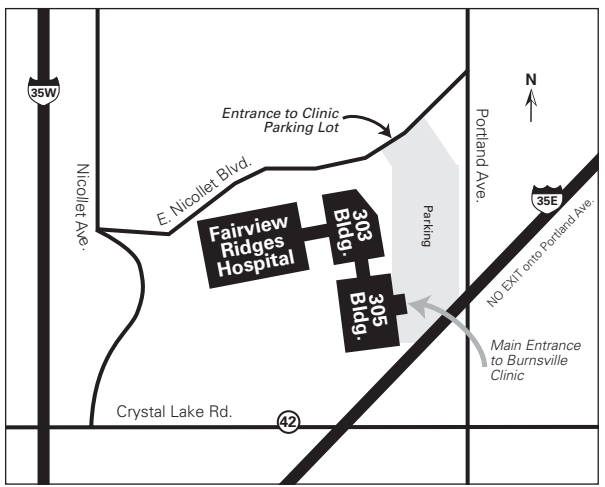 35W
N
Entrance to Clinic
Parking Lot
Portland Ave.
Nicollet Ave.
E. Nicollet Blvd.
35E
Fairview
Ridges
Hospital
303
Bldg.
Parking
305
Bldg.
NO EXIT onto Portland Ave.
Main Entrance
to Burnsville
Clinic
Crystal Lake Rd.
42